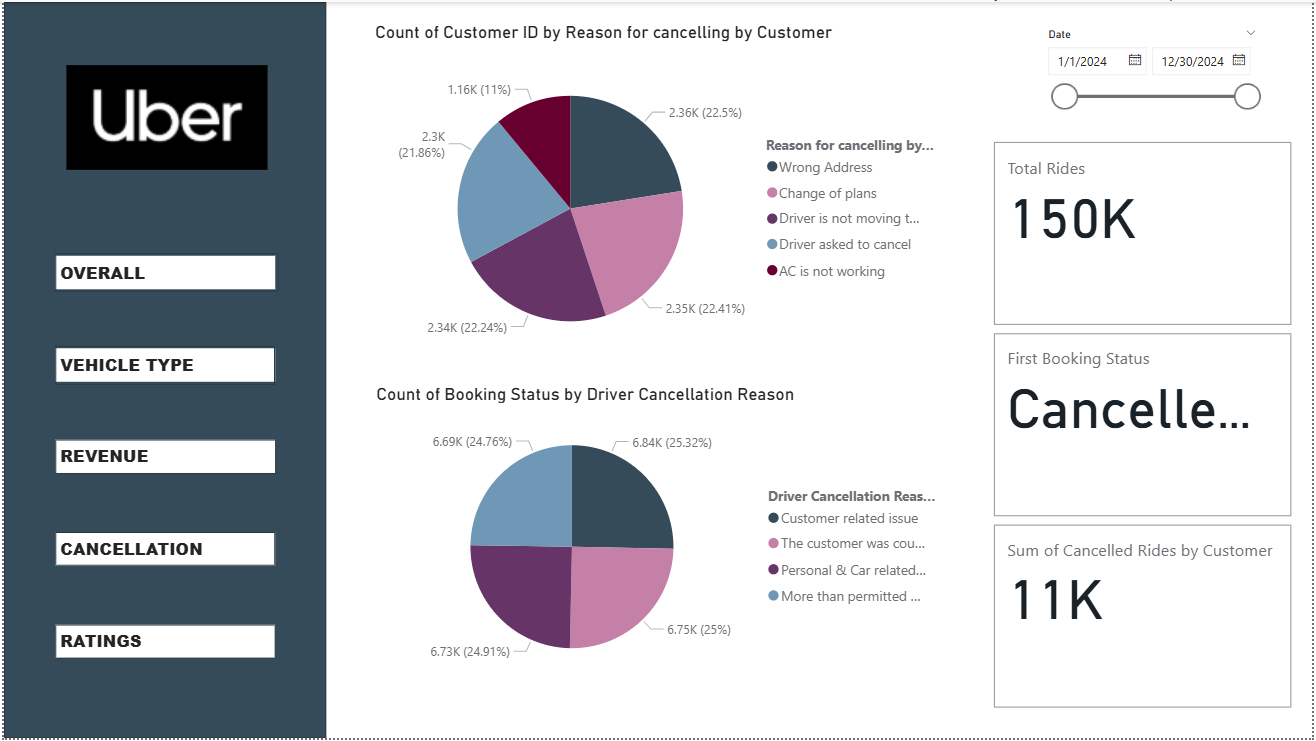 Uber
OVERALL
VEHICLE TYPE
REVENUE
CANCELLATION
RATINGS
Count of Customer ID by Reason for cancelling by Customer
1.16K (11%)
2.36K (22.5%)
2.3K
(21.86%)
2.35K (22.41%)
2.34K (22.24%)
Reason for cancelling by...
Wrong Address
Change of plans
Driver is not moving t...
Driver asked to cancel
AC is not working
Count of Booking Status by Driver Cancellation Reason
6.69K (24.76%)
6.84K (25.32%)
6.75K (25%)
6.73K (24.91%)
Driver Cancellation Reas...
Customer related issue
The customer was cou...
Personal & Car related...
More than permitted ...
Date
1/1/2024
12/30/2024
Total Rides
150K
First Booking Status
Cancelle...
Sum of Cancelled Rides by Customer
11K